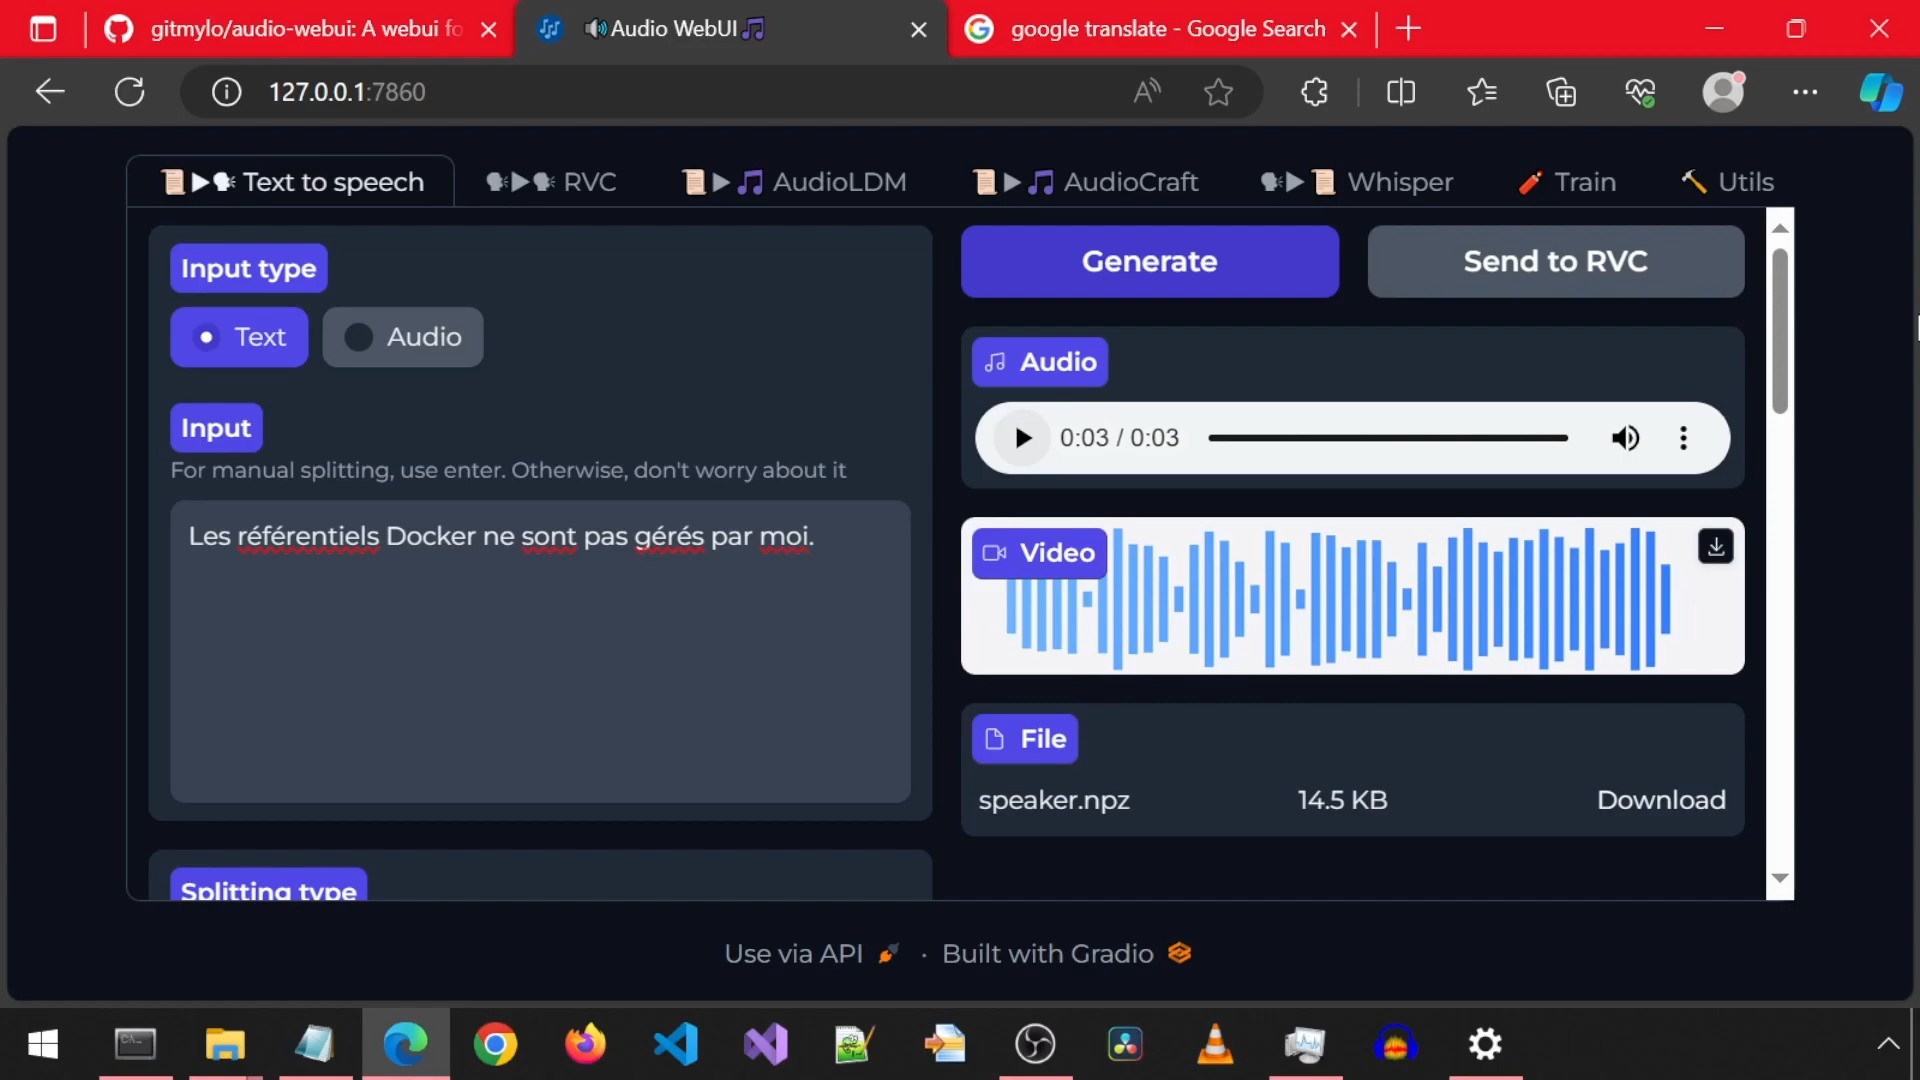 gitmylo/audio-webui: A webui fo
Audio WebUI
google translate - Google Search
127.0.0.1:7860
Text to speech
RVC
AudioLDM
AudioCraft
Whisper
Train
Utils
Input type
Text
Audio
Input
For manual splitting, use enter. Otherwise, don't worry about it
Les référentiels Docker ne sont pas gérés par moi.
Splitting type
Generate
Send to RVC
Audio
0:03 / 0:03
Video
File
speaker.npz 14.5 KB Download
Use via API · Built with Gradio